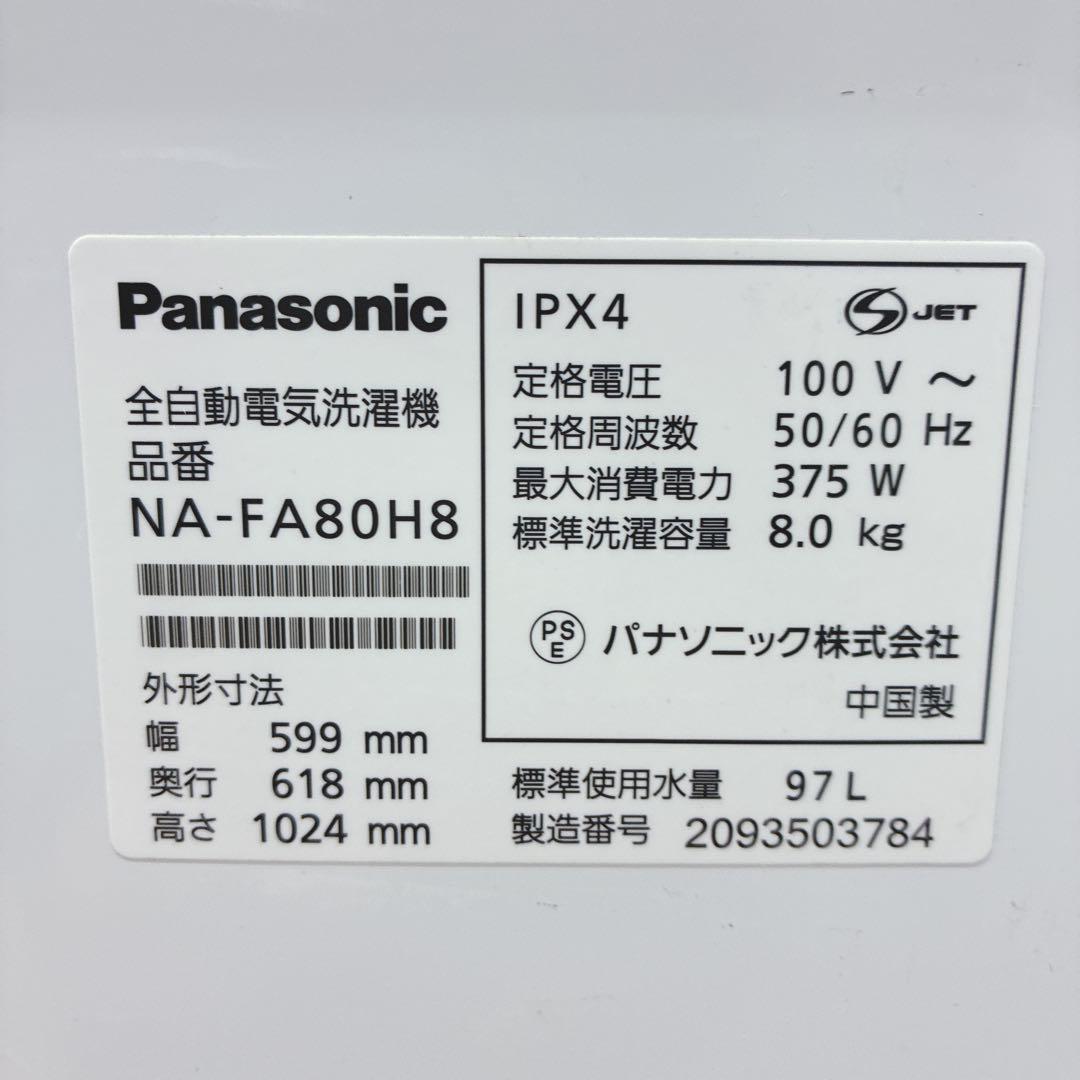 Panasonic
全自動電気洗濯機
品番
NA-FA80H8
外形寸法
幅 599 mm
奥行 618 mm
高さ 1024 mm
IPX4
S JET
定格電圧 100 V ～
定格周波数 50/60 Hz
最大消費電力 375 W
標準洗濯容量 8.0 kg
PS E パナソニック株式会社
中国製
標準使用水量 97 L
製造番号 2093503784